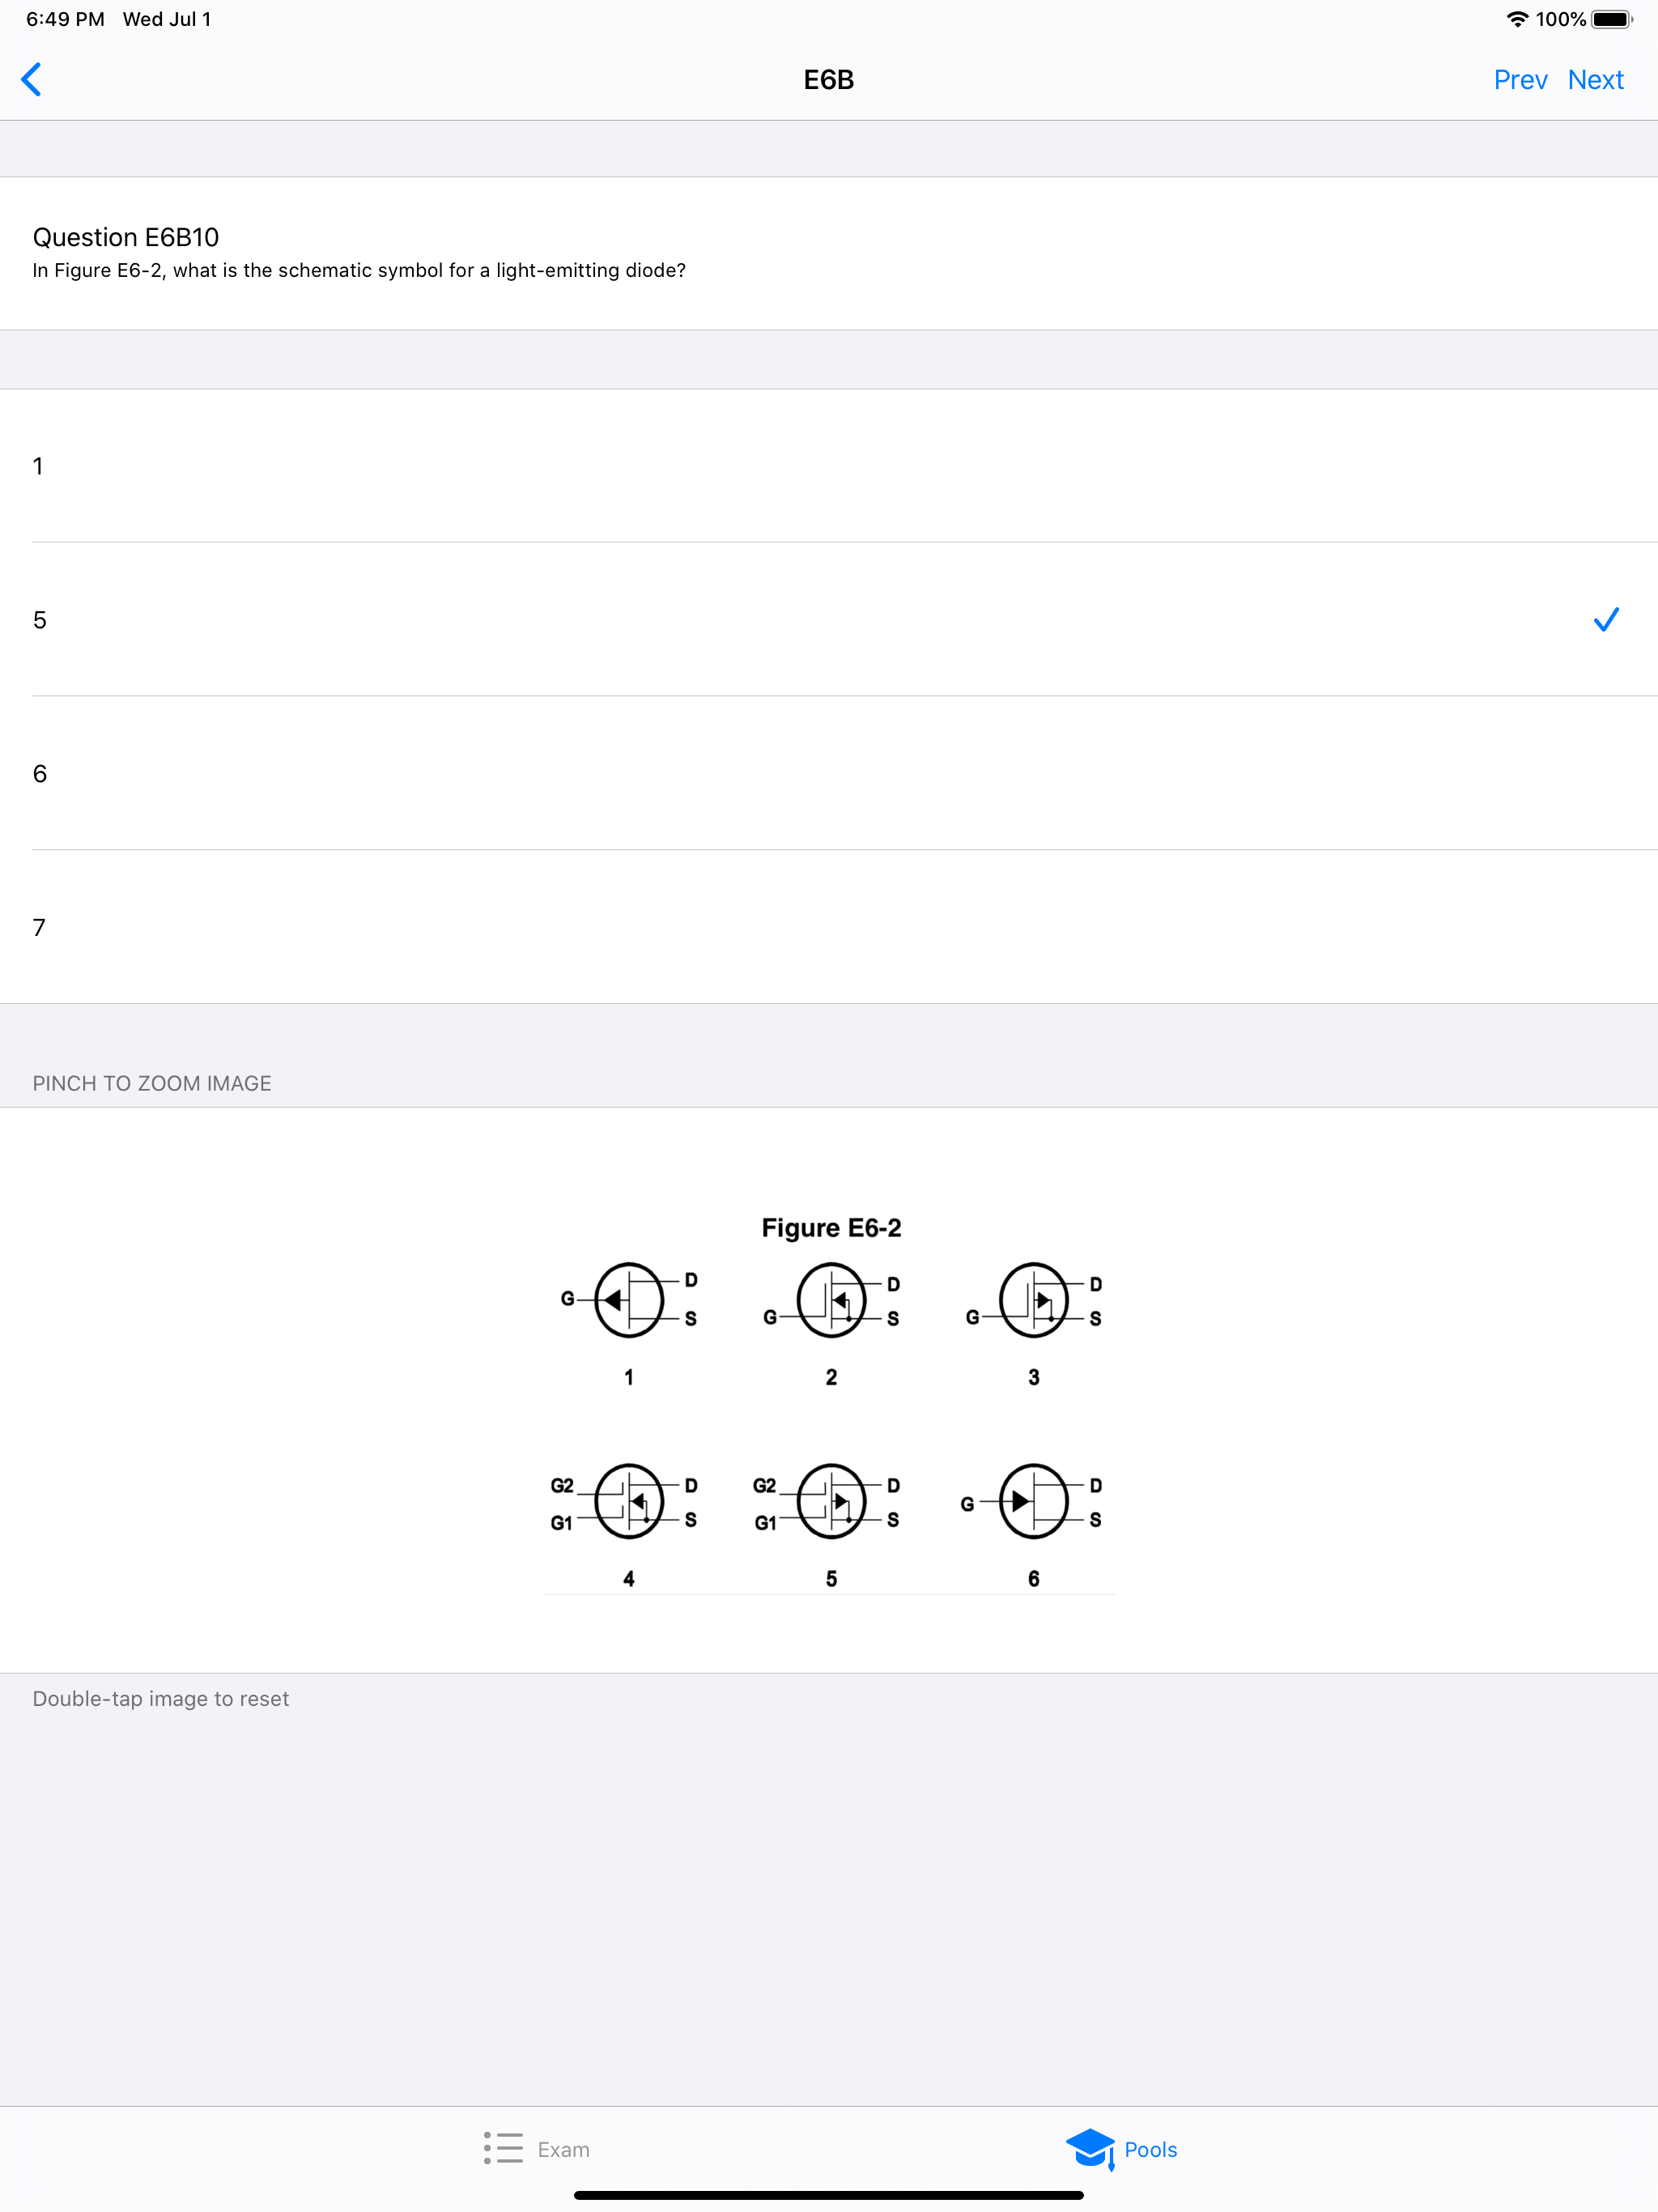 6:49 PM Wed Jul 1 100%
E6B Prev Next
Question E6B10
In Figure E6-2, what is the schematic symbol for a light-emitting diode?
1
5
6
7
PINCH TO ZOOM IMAGE
Figure E6-2
G D S
1
G D S
2
G D S
3
G2 G1 D S
4
G2 G1 D S
5
G D S
6
Double-tap image to reset
Exam Pools